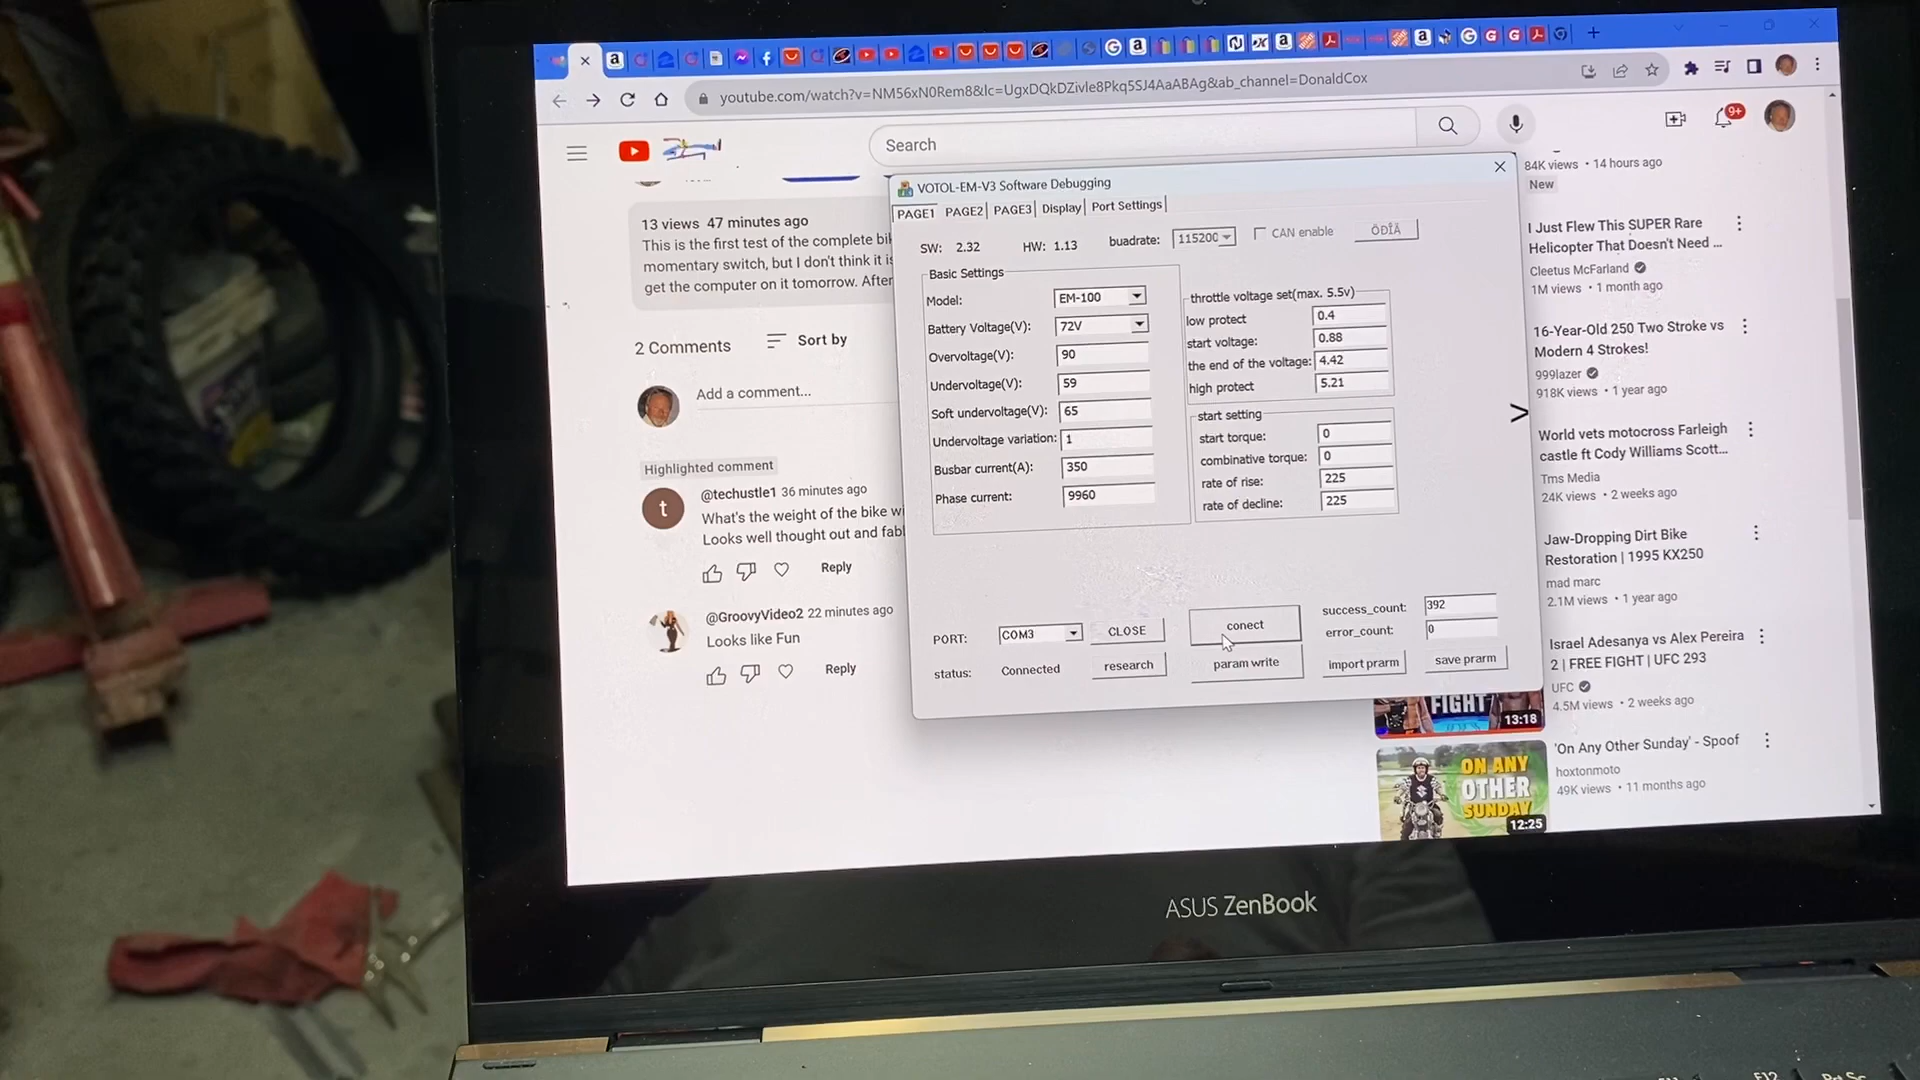 youtube.com/watch?v=NM56xN0Rem8&lc=UgxDQkDZivle8Pkq5SJ4AaABAg&ab_channel=DonaldCox
Search
9+
13 views 47 minutes ago
This is the first test of the complete
momentary switch, but I don't think it
get the computer on it tomorrow.
2 Comments
Sort by
Add a comment...
Highlighted comment
t
@techustle1 36 minutes ago
What's the weight of the bike
Looks well thought out and
Reply
@GroovyVideo2 22 minutes ago
Looks like Fun
Reply
VOTOL-EM-V3 Software Debugging
PAGE1 PAGE2 PAGE3 Display Port Settings
SW: 2.32 HW: 1.13 buadrate: 115200 CAN enable ÖÐÎÄ
Basic Settings
Model: EM-100
Battery Voltage(V): 72V
Overvoltage(V): 90
Undervoltage(V): 59
Soft undervoltage(V): 65
Undervoltage variation: 1
Busbar current(A): 350
Phase current: 9960
throttle voltage set(max. 5.5v)
low protect 0.4
start voltage: 0.88
the end of the voltage: 4.42
high protect 5.21
start setting
start torque: 0
combinative torque: 0
rate of rise: 225
rate of decline: 225
PORT: COM3 CLOSE conect success_count: 392
error_count: 0
status: Connected research param write import prarm save prarm
>
84K views • 14 hours ago
New
I Just Flew This SUPER Rare
Helicopter That Doesn't Need ...
Cleetus McFarland
1M views • 1 month ago
16-Year-Old 250 Two Stroke vs
Modern 4 Strokes!
999lazer
918K views • 1 year ago
World vets motocross Farleigh
castle ft Cody Williams Scott...
Tms Media
24K views • 2 weeks ago
Jaw-Dropping Dirt Bike
Restoration | 1995 KX250
mad marc
2.1M views • 1 year ago
Israel Adesanya vs Alex Pereira
2 | FREE FIGHT | UFC 293
UFC
4.5M views • 2 weeks ago
FIGHT
13:18
'On Any Other Sunday' - Spoof
hoxtonmoto
49K views • 11 months ago
ON ANY
OTHER
SUNDAY
12:25
ASUS ZenBook
F12